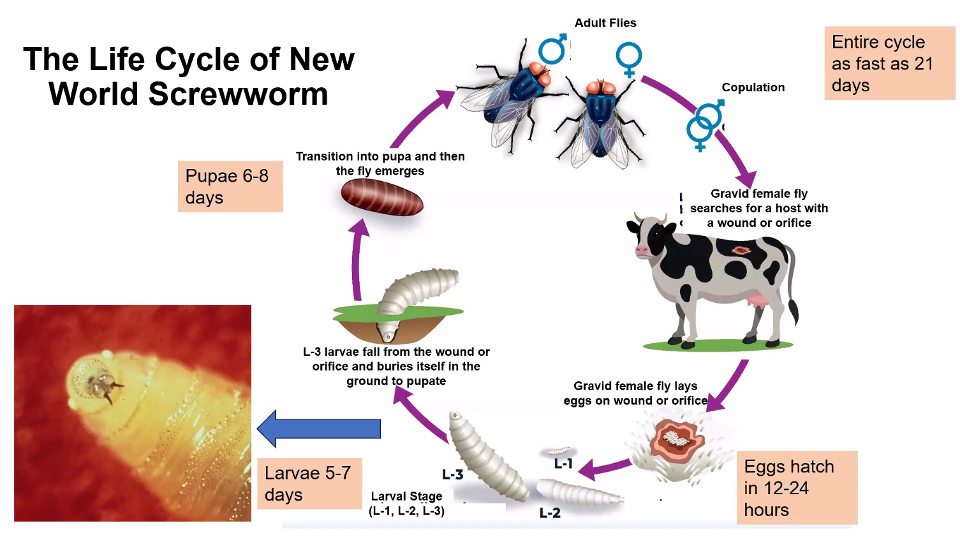 The Life Cycle of New
World Screwworm
Adult Flies
Entire cycle
as fast as 21
days
Copulation
Gravid female fly
searches for a host with
a wound or orifice
Gravid female fly lays
eggs on wound or orifice
Eggs hatch
in 12-24
hours
L-1
L-2
L-3
Larval Stage
(L-1, L-2, L-3)
Larvae 5-7
days
L-3 larvae fall from the wound or
orifice and buries itself in the
ground to pupate
Pupae 6-8
days
Transition into pupa and then
the fly emerges